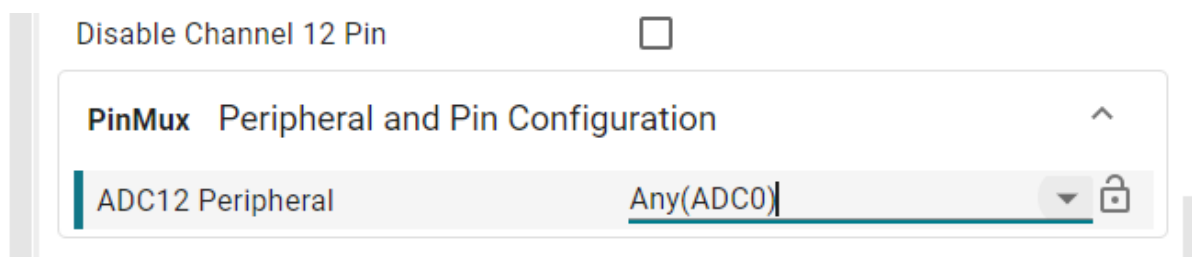 Disable Channel 12 Pin
PinMux Peripheral and Pin Configuration
ADC12 Peripheral Any(ADC0)